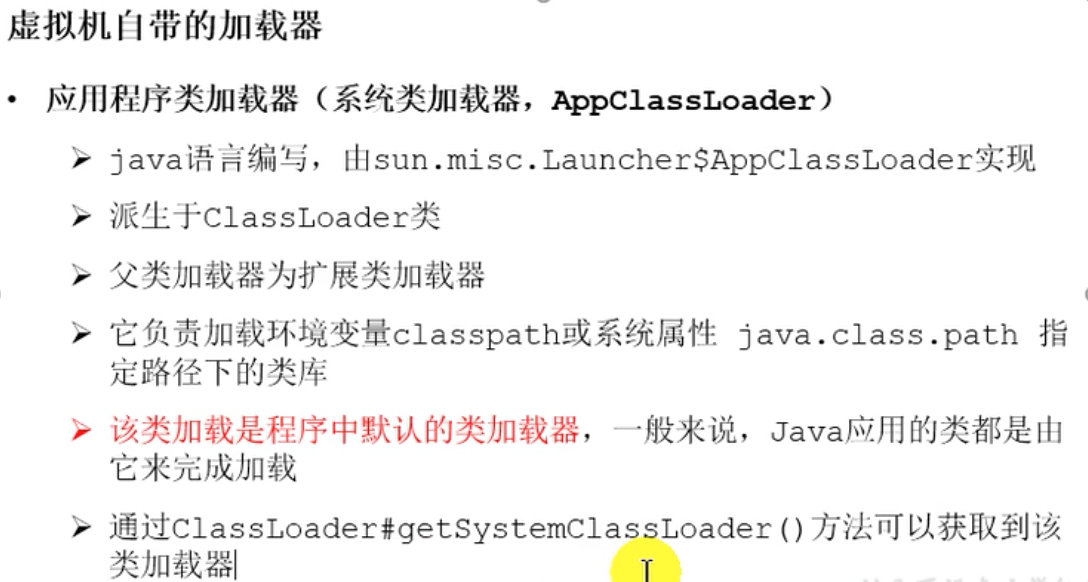 虚拟机自带的加载器
• 应用程序类加载器（系统类加载器，AppClassLoader）
➢ java语言编写，由sun.misc.Launcher$AppClassLoader实现
➢ 派生于ClassLoader类
➢ 父类加载器为扩展类加载器
➢ 它负责加载环境变量classpath或系统属性 java.class.path 指
定路径下的类库
➢ 该类加载是程序中默认的类加载器，一般来说，Java应用的类都是由
它来完成加载
➢ 通过ClassLoader#getSystemClassLoader()方法可以获取到该
类加载器